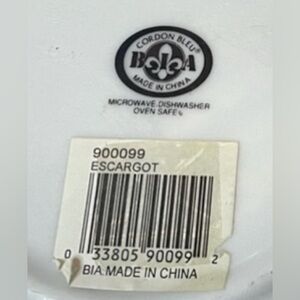 CORDON BLEU®
BIA
MADE IN CHINA
MICROWAVE.DISHWASHER
OVEN SAFE
900099
ESCARGOT
0 33805 90099 2
BIA MADE IN CHINA